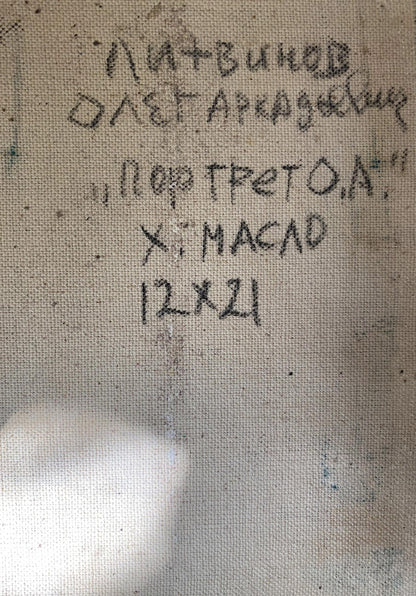 Литвинов
Олег Аркадьевич
„Портрет О.А."
х. масло
12х21